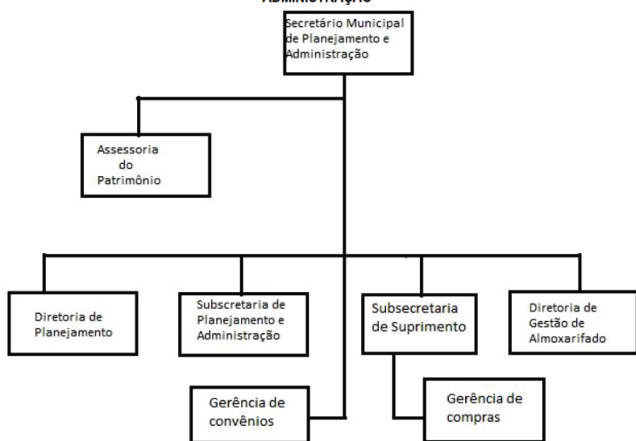 ADMINISTRAÇÃO
Secretário Municipal
de Planejamento e
Administração
Assessoria
do
Patrimônio
Diretoria de
Planejamento
Subscretaria de
Planejamento e
Administração
Subsecretaria
de Suprimento
Diretoria de
Gestão de
Almoxarifado
Gerência de
convênios
Gerência de
compras